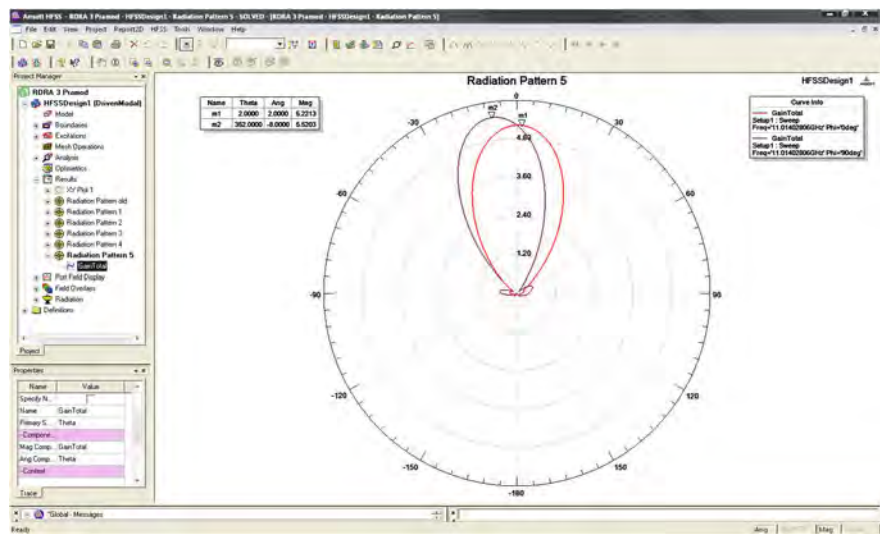 Ansoft HFSS - RDRA 3 Pramod - HFSSDesign1 - Radiation Pattern 5 - SOLVED - [RDRA 3 Pramod - HFSSDesign1 - Radiation Pattern 5]
File Edit View Project Report2D HFSS Tools Window Help
Project Manager
RDRA 3 Pramod
HFSSDesign1 (DrivenModal)
Model
Boundaries
Excitations
Mesh Operations
Analysis
Optimetrics
Results
XY Plot 1
Radiation Pattern old
Radiation Pattern 1
Radiation Pattern 2
Radiation Pattern 3
Radiation Pattern 4
Radiation Pattern 5
GainTotal
Port Field Display
Field Overlays
Radiation
Definitions
Project
Properties
Name Value
Specify N...
Name GainTotal
Primary S... Theta
Mag Comp... GainTotal
Ang Comp... Theta
-Context
Trace
Radiation Pattern 5
HFSSDesign1
Name Theta Ang Mag
m1 2.0000 2.0000 5.2213
m2 352.0000 -8.0000 5.5203
Curve Info
GainTotal
Setup1 : Sweep
Freq='11.01402806GHz' Phi='0deg'
GainTotal
Setup1 : Sweep
Freq='11.01402806GHz' Phi='90deg'
0
m2
m1
-30
30
4.80
-60
60
3.60
2.40
1.20
-90
90
-120
120
-150
150
-180
*Global - Messages
Ready
Ang
Mag